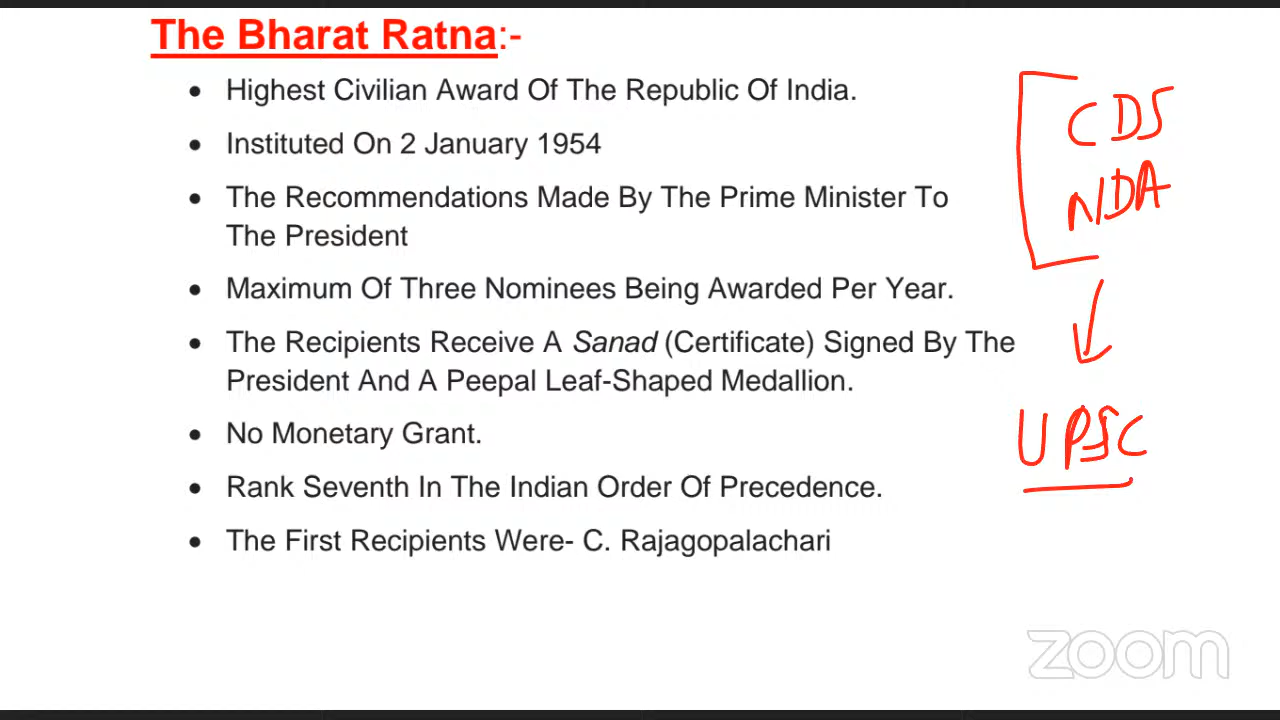 The Bharat Ratna:-
• Highest Civilian Award Of The Republic Of India.
• Instituted On 2 January 1954
• The Recommendations Made By The Prime Minister To
The President
• Maximum Of Three Nominees Being Awarded Per Year.
• The Recipients Receive A Sanad (Certificate) Signed By The
President And A Peepal Leaf-Shaped Medallion.
• No Monetary Grant.
• Rank Seventh In The Indian Order Of Precedence.
• The First Recipients Were- C. Rajagopalachari
CDS
NDA
UPSC
zoom